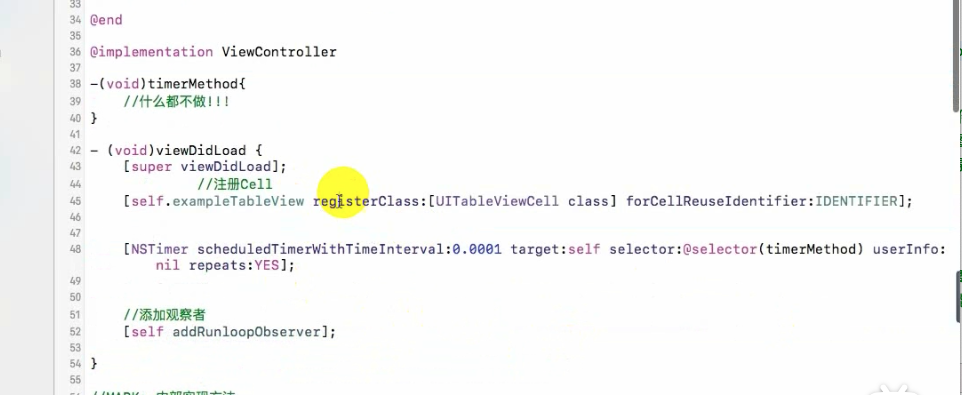 33
34 @end
35
36 @implementation ViewController
37
38 -(void)timerMethod{
39 //什么都不做!!!
40 }
41
42 - (void)viewDidLoad {
43 [super viewDidLoad];
44 //注册Cell
45 [self.exampleTableView registerClass:[UITableViewCell class] forCellReuseIdentifier:IDENTIFIER];
46
47
48 [NSTimer scheduledTimerWithTimeInterval:0.0001 target:self selector:@selector(timerMethod) userInfo:
nil repeats:YES];
49
50
51 //添加观察者
52 [self addRunloopObserver];
53
54 }
55